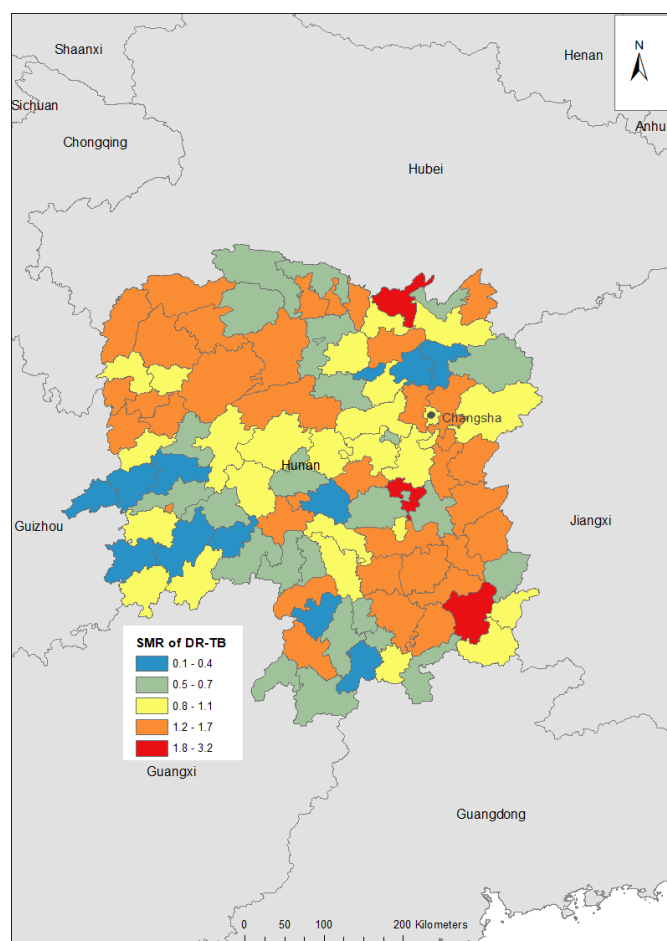 Shaanxi
Henan
N
Sichuan
Anhu
Chongqing
Hubei
Changsha
Hunan
Guizhou
Jiangxi
SMR of DR-TB
0.1 - 0.4
0.5 - 0.7
0.8 - 1.1
1.2 - 1.7
1.8 - 3.2
Guangxi
Guangdong
0 50 100 200 Kilometers